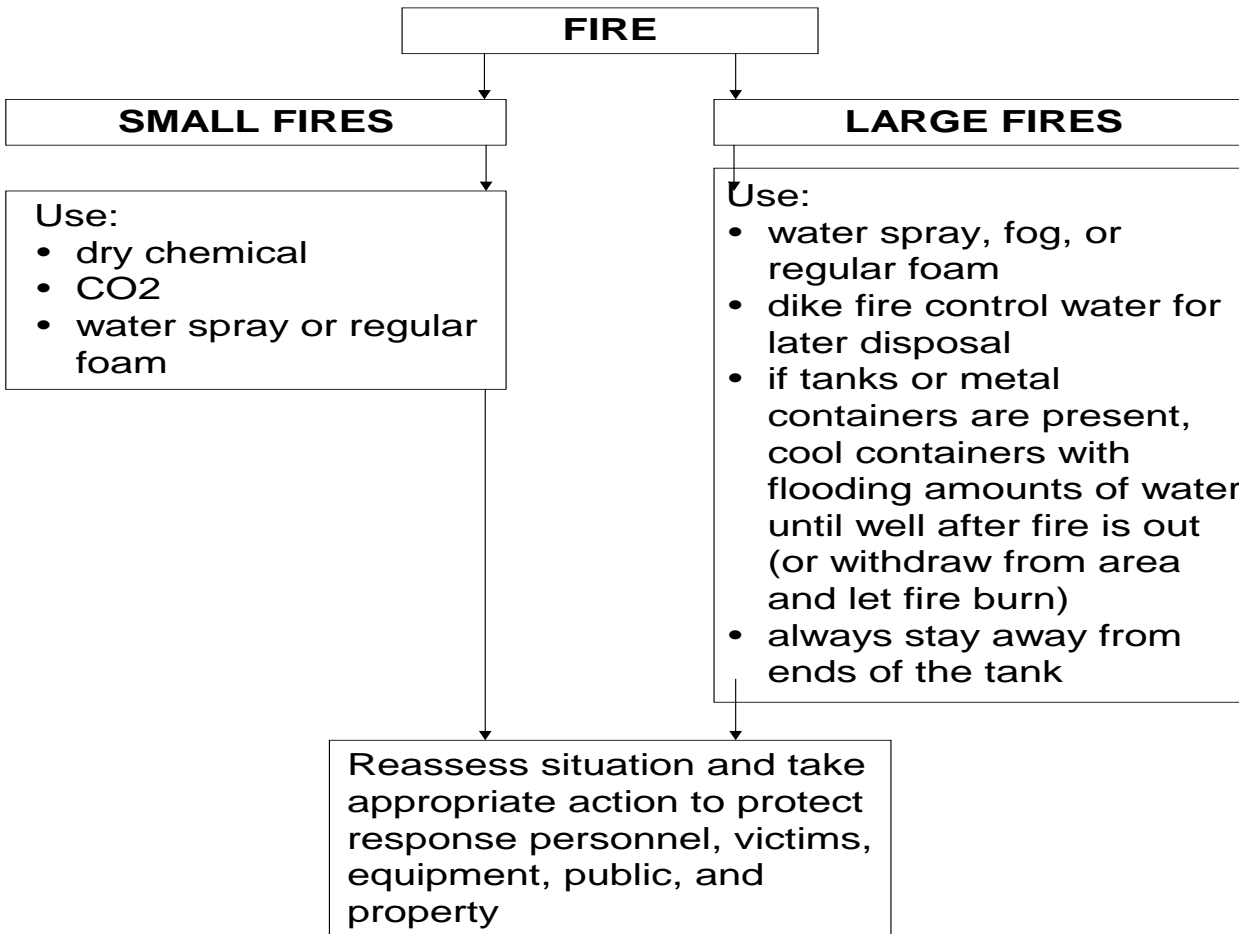 FIRE
SMALL FIRES
LARGE FIRES
Use:
• dry chemical
• CO2
• water spray or regular
foam
Use:
• water spray, fog, or
regular foam
• dike fire control water for
later disposal
• if tanks or metal
containers are present,
cool containers with
flooding amounts of water
until well after fire is out
(or withdraw from area
and let fire burn)
• always stay away from
ends of the tank
Reassess situation and take
appropriate action to protect
response personnel, victims,
equipment, public, and
property